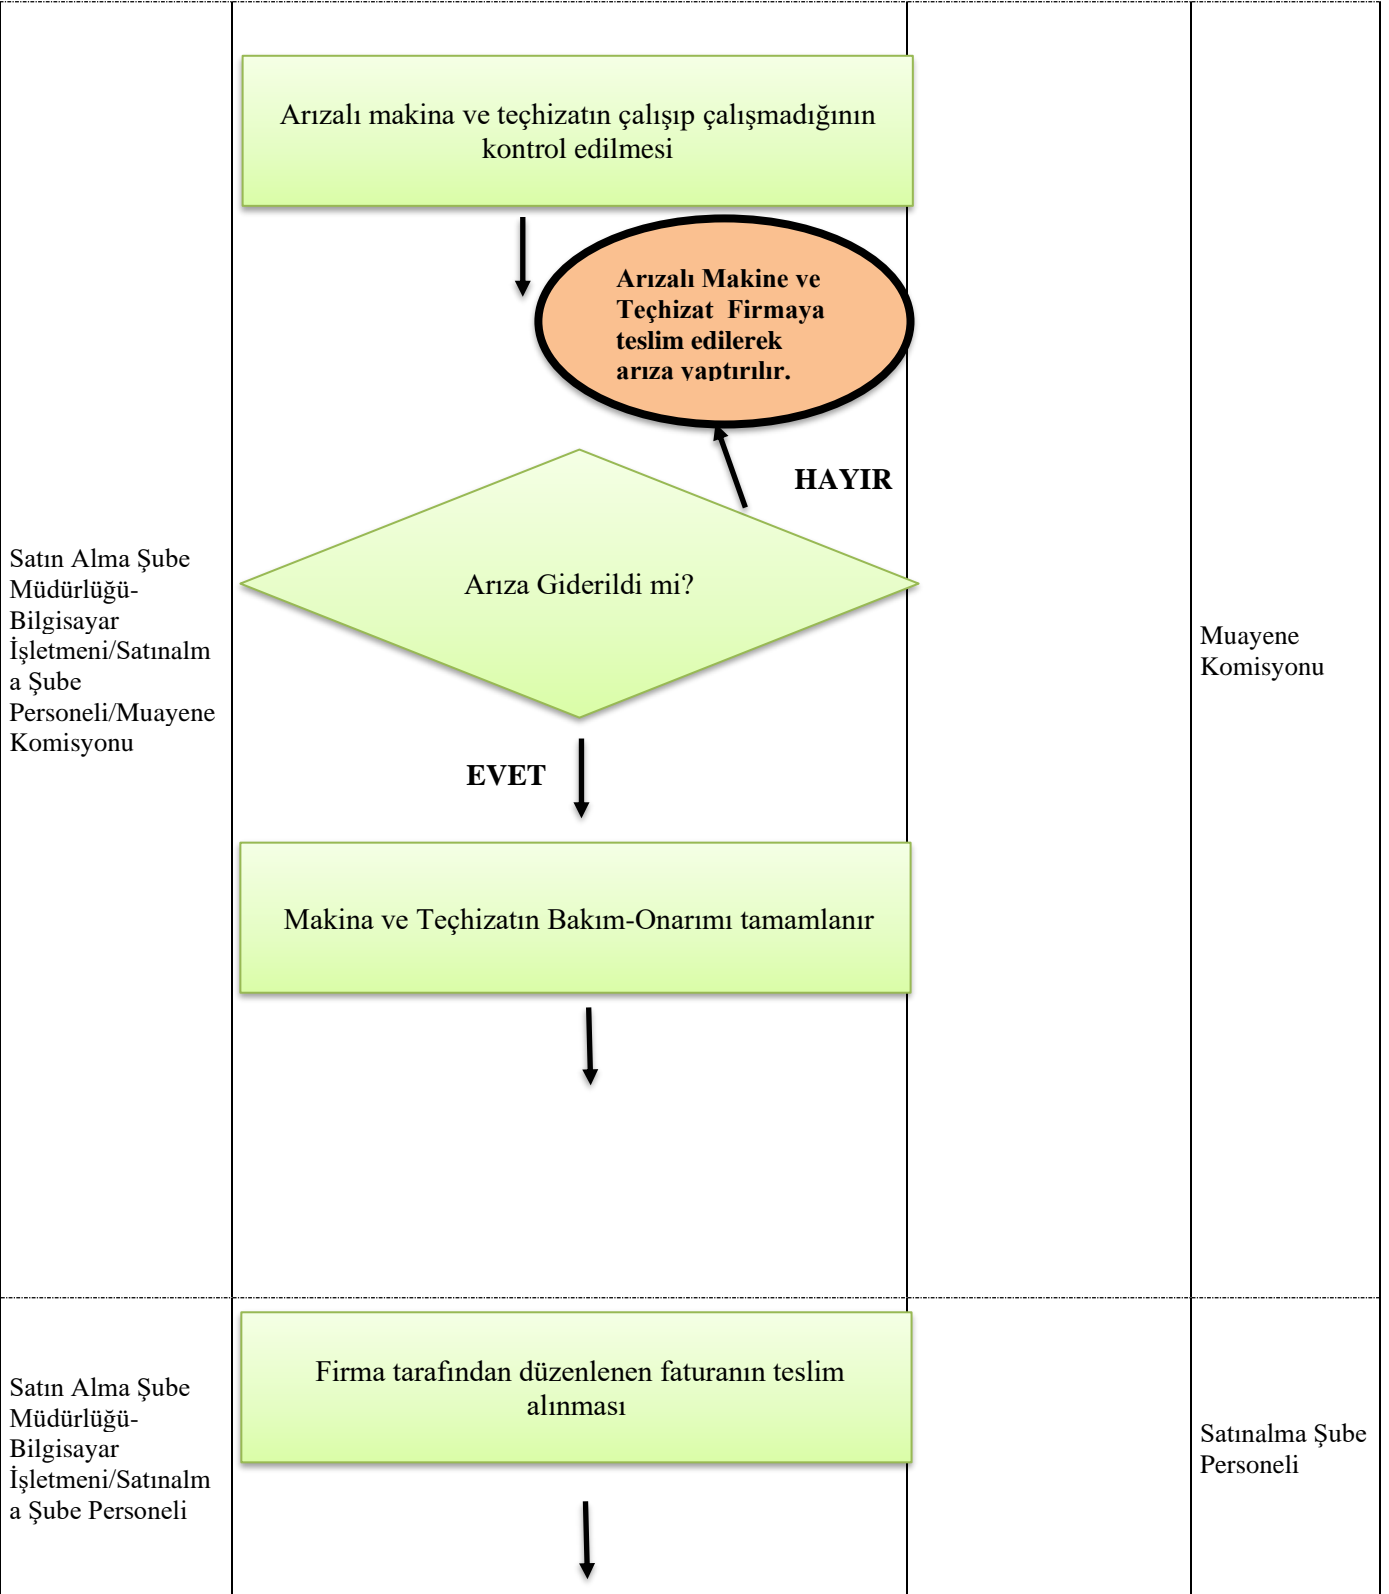 Arızalı makina ve teçhizatın çalışıp çalışmadığının
kontrol edilmesi
Arızalı Makine ve
Teçhizat  Firmaya
teslim edilerek
arıza yaptırılır.
HAYIR
Arıza Giderildi mi?
Satın Alma Şube
Müdürlüğü-
Bilgisayar
İşletmeni/Satınalm
a Şube
Personeli/Muayene
Komisyonu
Muayene
Komisyonu
EVET
Makina ve Teçhizatın Bakım-Onarımı tamamlanır
Firma tarafından düzenlenen faturanın teslim
alınması
Satın Alma Şube
Müdürlüğü-
Bilgisayar
İşletmeni/Satınalm
a Şube Personeli
Satınalma Şube
Personeli